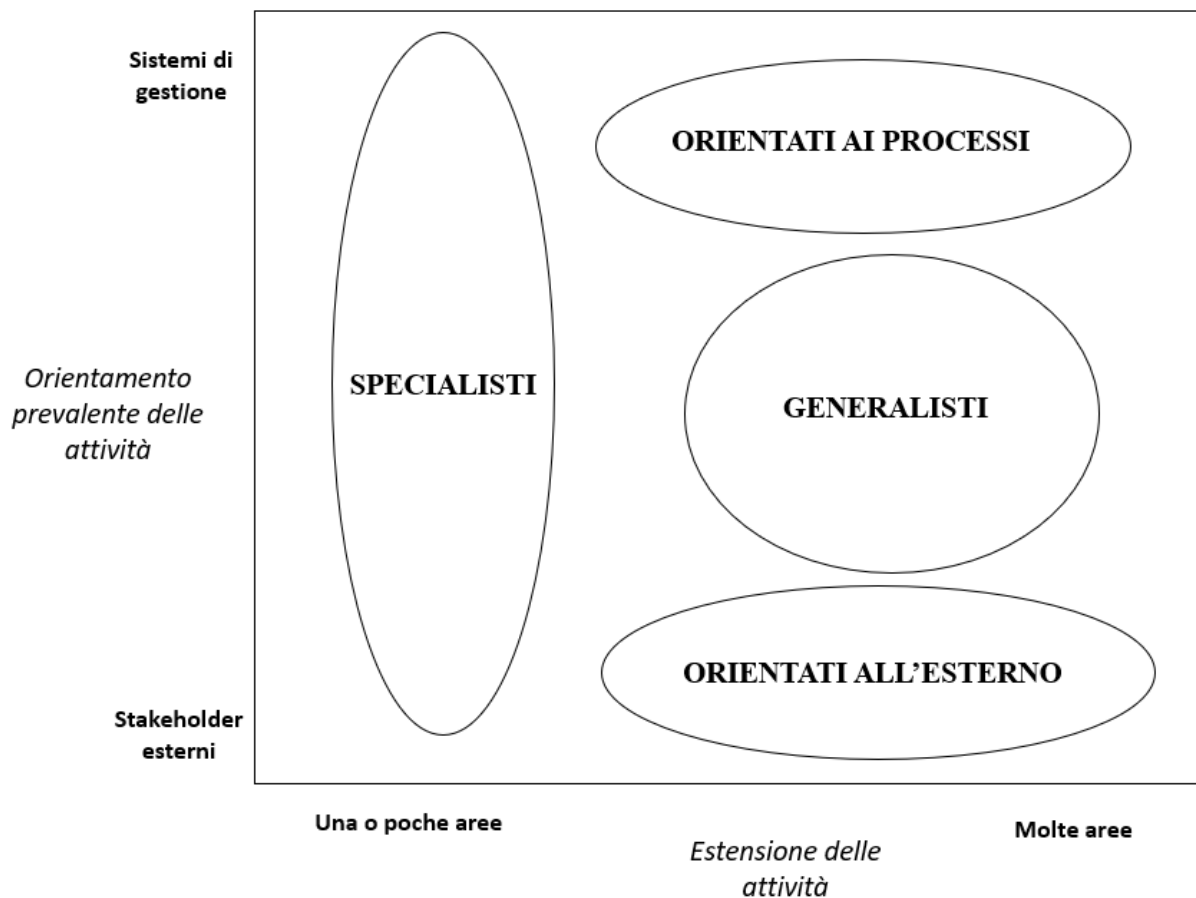 Sistemi di
gestione
ORIENTATI AI PROCESSI
Orientamento
prevalente delle
attività
SPECIALISTI
GENERALISTI
ORIENTATI ALL’ESTERNO
Stakeholder
esterni
Una o poche aree
Molte aree
Estensione delle
attività